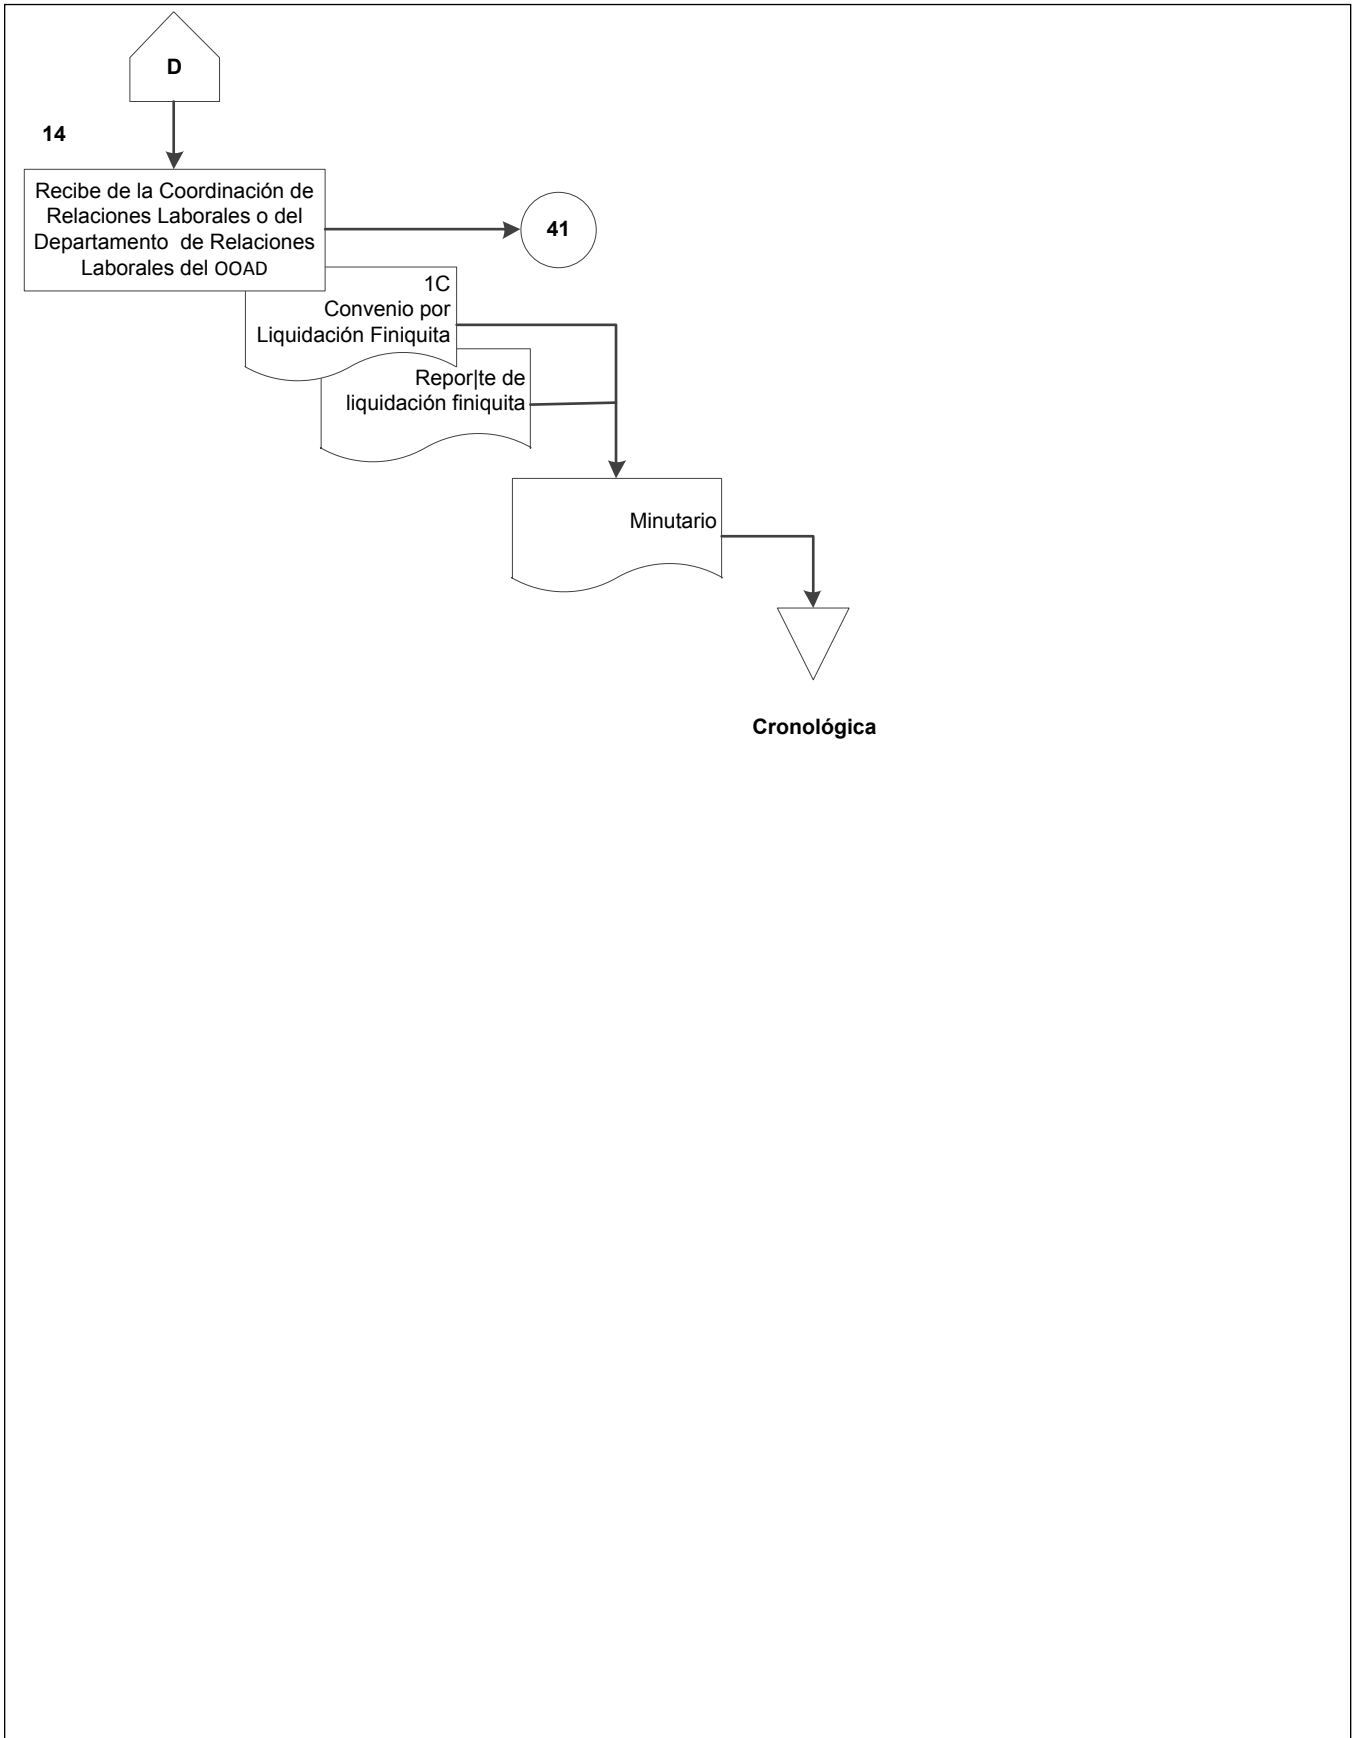 D
14
Recibe de la Coordinación de
Relaciones Laborales o del
Departamento de Relaciones
Laborales del OOAD
41
1C
Convenio por
Liquidación Finiquita
Repor|te de
liquidación finiquita
Minutario
Cronológica